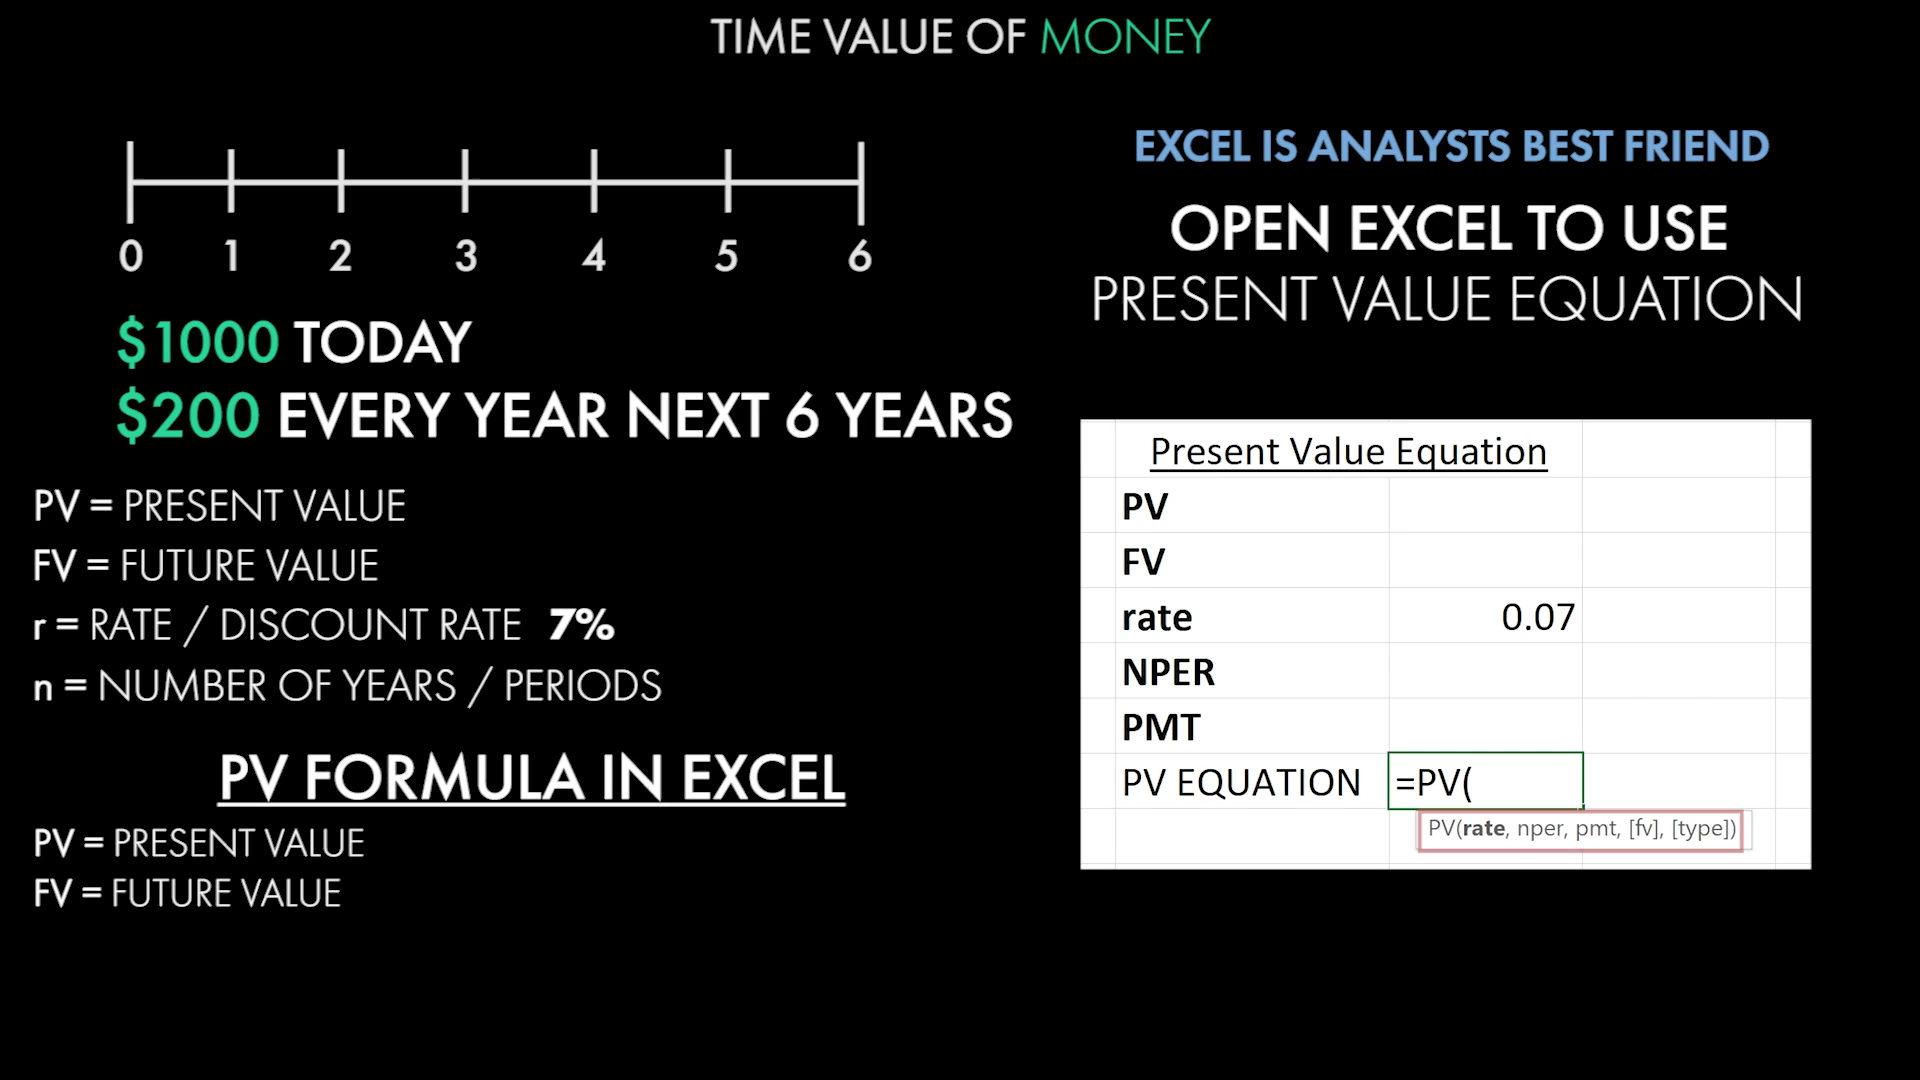 TIME VALUE OF MONEY
0 1 2 3 4 5 6
$1000 TODAY
$200 EVERY YEAR NEXT 6 YEARS
PV = PRESENT VALUE
FV = FUTURE VALUE
r = RATE / DISCOUNT RATE 7%
n = NUMBER OF YEARS / PERIODS
PV FORMULA IN EXCEL
PV = PRESENT VALUE
FV = FUTURE VALUE
EXCEL IS ANALYSTS BEST FRIEND
OPEN EXCEL TO USE
PRESENT VALUE EQUATION
Present Value Equation
PV
FV
rate 0.07
NPER
PMT
PV EQUATION =PV(
PV(rate, nper, pmt, [fv], [type])